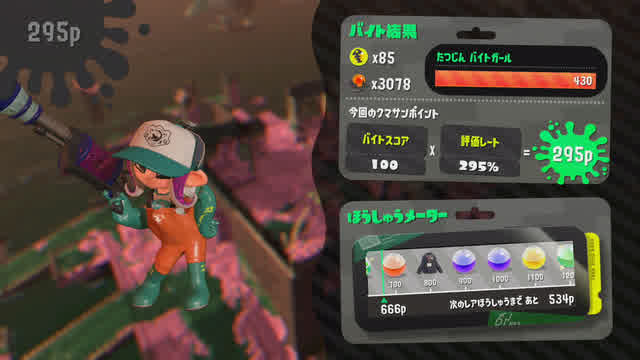 295p
バイト結果
x85
x3078
たつじん バイトガール
430
今回のクマサンポイント
バイトスコア
100
x
評価レート
295%
=
295p
ほうしゅうメーター
700
800
900
1000
1100
120
666p
次のレアほうしゅうまで あと 534p